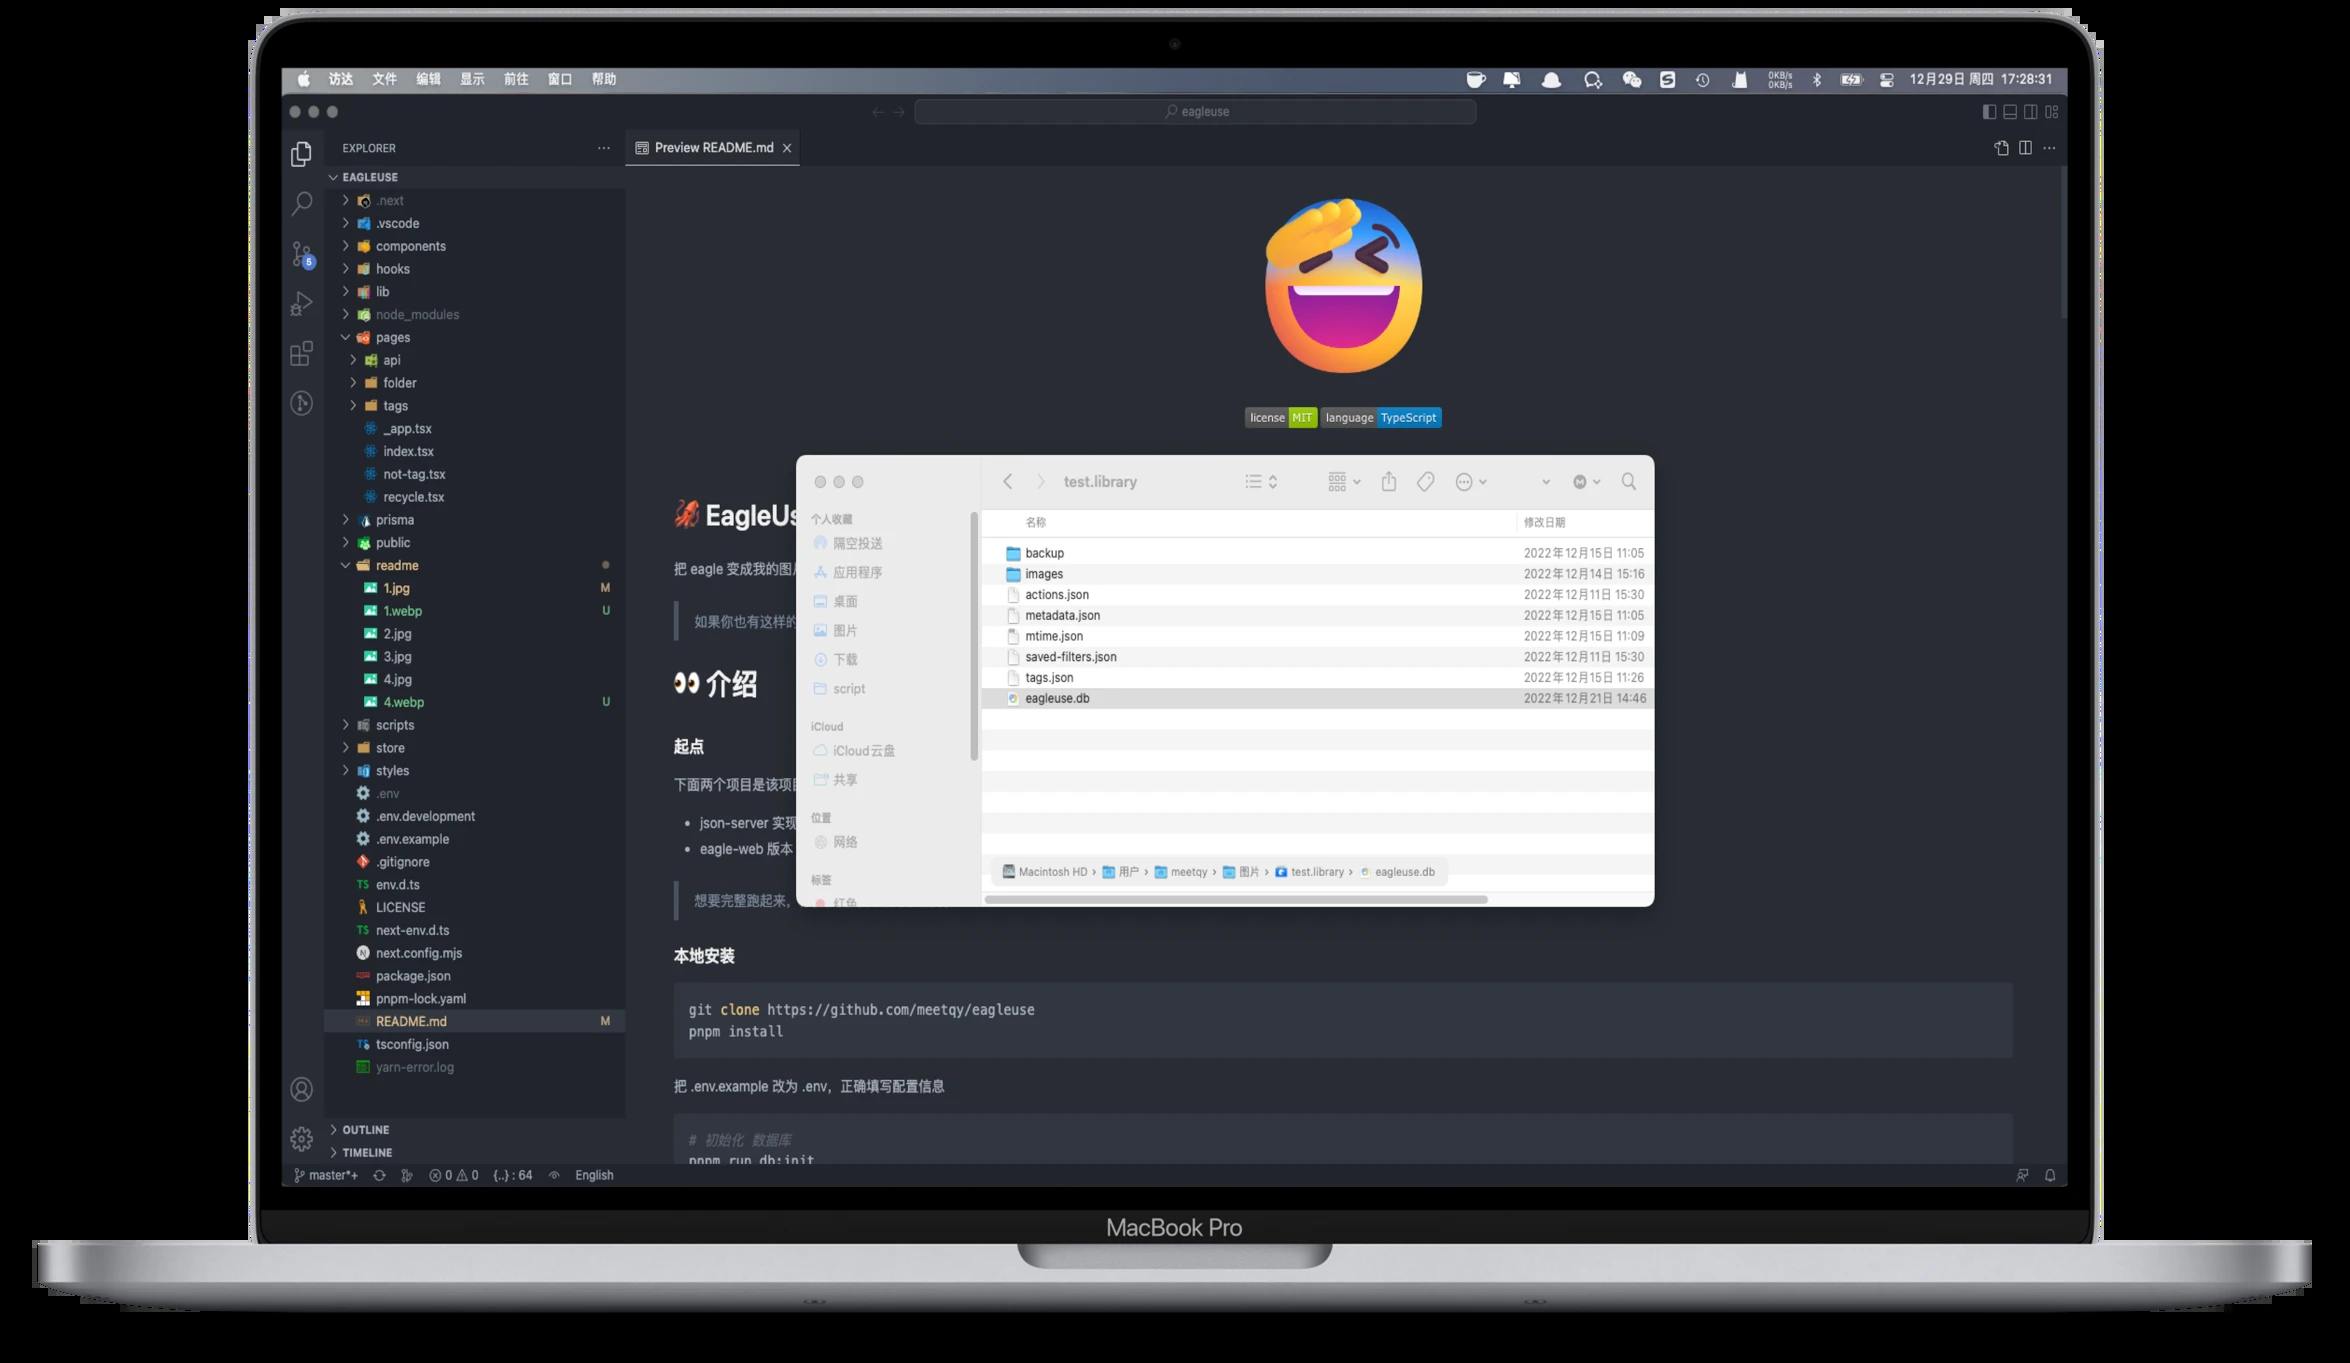 访达 文件 编辑 显示 前往 窗口 帮助
0KB/s
0KB/s
12月29日 周四 17:28:31
eagleuse
EXPLORER
Preview README.md
EAGLEUSE
.next
.vscode
components
hooks
lib
node_modules
pages
api
folder
tags
_app.tsx
index.tsx
not-tag.tsx
recycle.tsx
prisma
public
readme
1.jpg M
1.webp U
2.jpg
3.jpg
4.jpg
4.webp U
scripts
store
styles
.env
.env.development
.env.example
.gitignore
TS env.d.ts
LICENSE
TS next-env.d.ts
N next.config.mjs
package.json
pnpm-lock.yaml
README.md M
tsconfig.json
yarn-error.log
OUTLINE
TIMELINE
5
master*+
0 0
{..} : 64
English
license MIT language TypeScript
EagleUs
把 eagle 变成我的图
如果你也有这样的
介绍
起点
下面两个项目是该项
json-server 实现
eagle-web 版本
想要完整跑起来，
本地安装
git clone https://github.com/meetqy/eagleuse
pnpm install
把 .env.example 改为 .env，正确填写配置信息
# 初始化 数据库
pnpm run db:init
test.library
个人收藏
隔空投送
应用程序
桌面
图片
下载
script
iCloud
iCloud云盘
共享
位置
网络
标签
红色
名称 修改日期
backup 2022年12月15日 11:05
images 2022年12月14日 15:16
actions.json 2022年12月11日 15:30
metadata.json 2022年12月15日 11:05
mtime.json 2022年12月15日 11:09
saved-filters.json 2022年12月11日 15:30
tags.json 2022年12月15日 11:26
eagleuse.db 2022年12月21日 14:46
Macintosh HD › 用户 › meetqy › 图片 › test.library › eagleuse.db
MacBook Pro